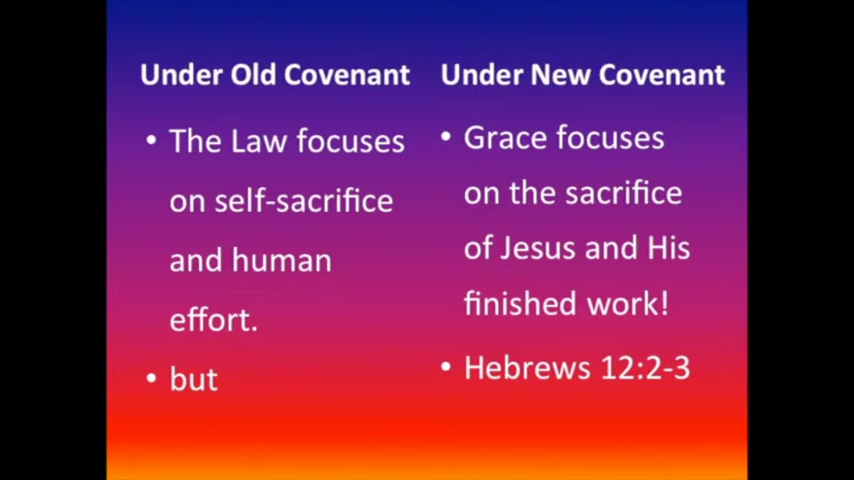 Under Old Covenant
• The Law focuses
on self-sacrifice
and human
effort.
• but
Under New Covenant
• Grace focuses
on the sacrifice
of Jesus and His
finished work!
• Hebrews 12:2-3